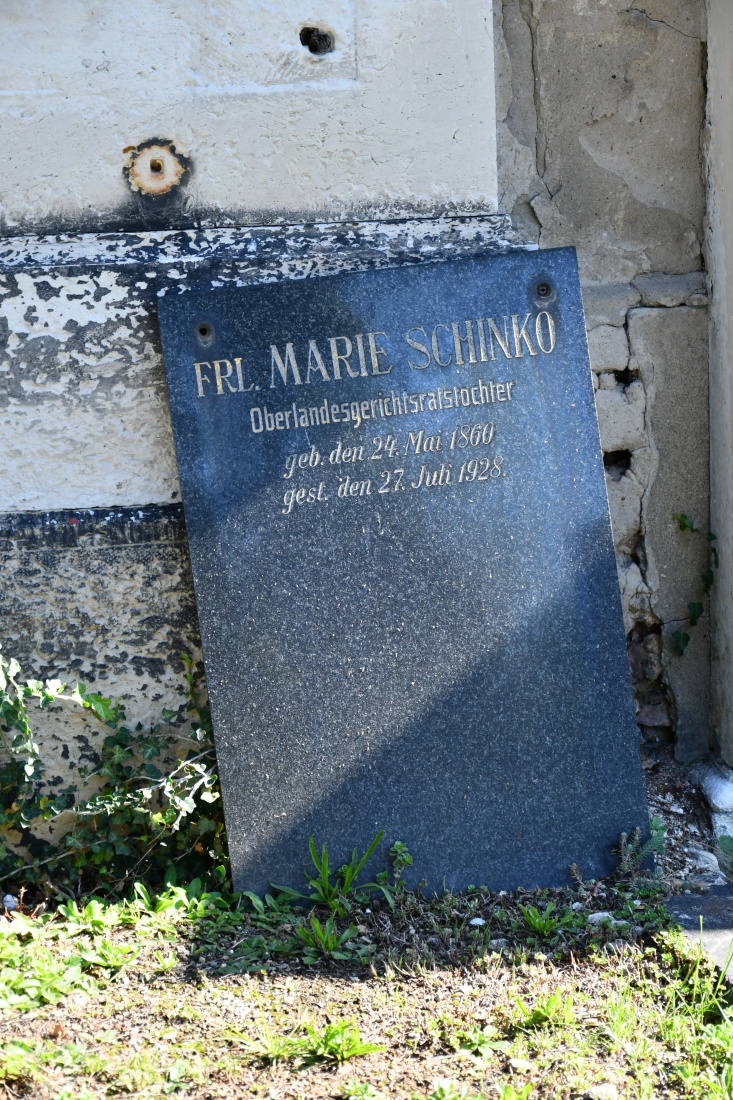 FRL. MARIE SCHINKO
Oberlandesgerichtsratstochter
geb. den 24. Mai 1860
gest. den 27. Juli 1928.